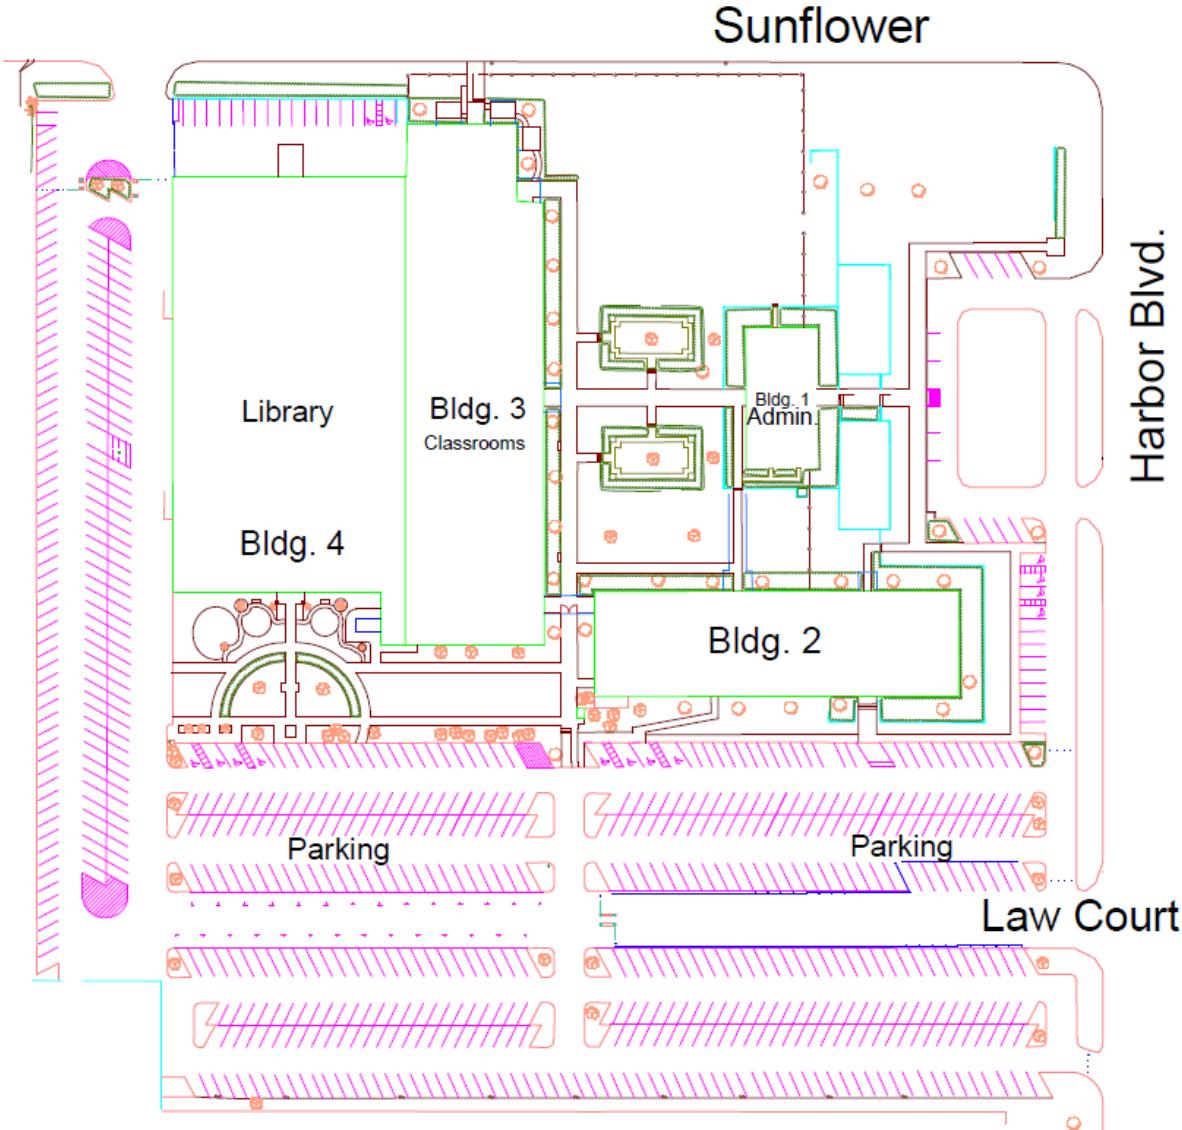 Sunflower
Harbor Blvd.
Library
Bldg. 3
Classrooms
Bldg. 1
Admin.
Bldg. 4
Bldg. 2
Parking
Parking
Law Court